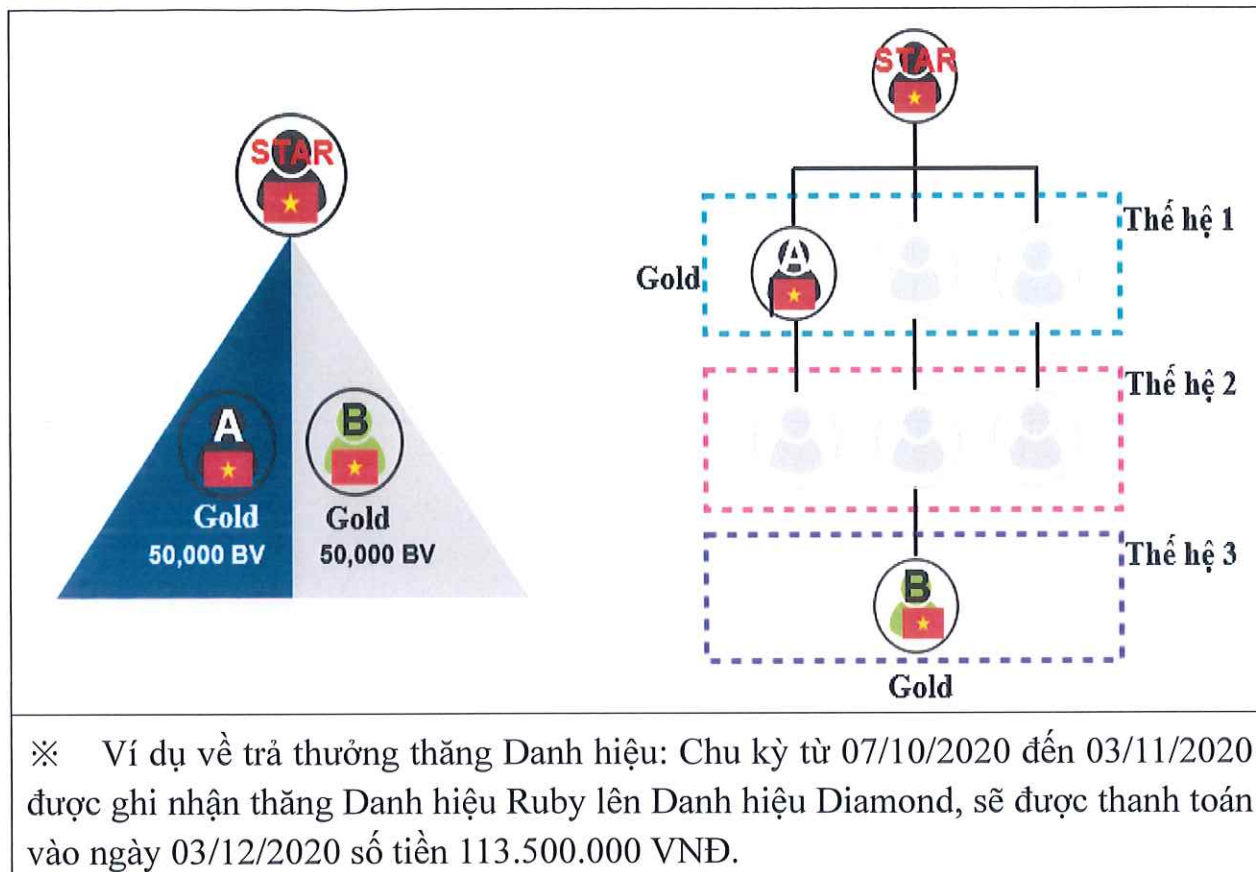 STAR
A
B
Gold
Gold
50,000 BV
50,000 BV
STAR
Thế hệ 1
A
Gold
Thế hệ 2
Thế hệ 3
B
Gold
※ Ví dụ về trả thưởng thăng Danh hiệu: Chu kỳ từ 07/10/2020 đến 03/11/2020
được ghi nhận thăng Danh hiệu Ruby lên Danh hiệu Diamond, sẽ được thanh toán
vào ngày 03/12/2020 số tiền 113.500.000 VNĐ.